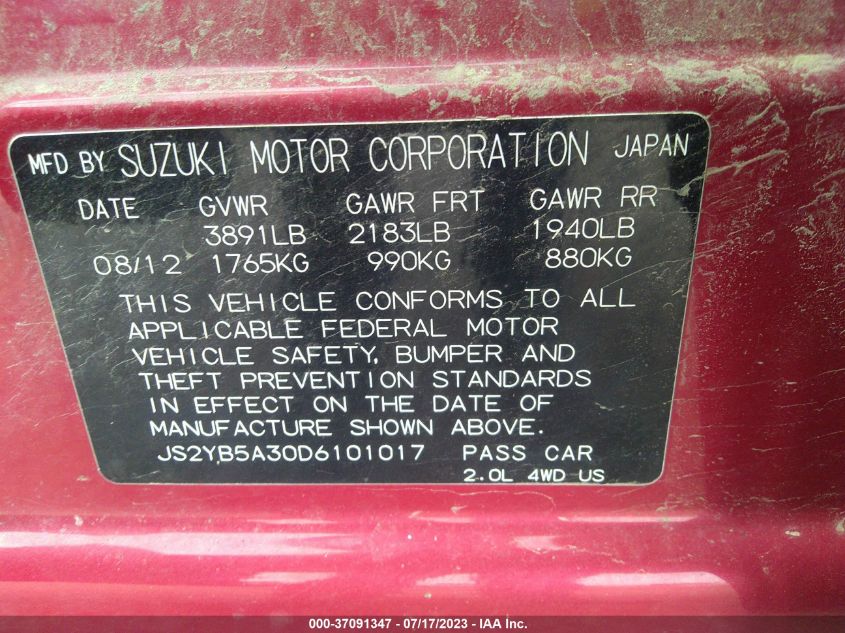 MFD BY SUZUKI MOTOR CORPORATION JAPAN
DATE GVWR GAWR FRT GAWR RR
3891LB 2183LB 1940LB
08/12 1765KG 990KG 880KG
THIS VEHICLE CONFORMS TO ALL
APPLICABLE FEDERAL MOTOR
VEHICLE SAFETY, BUMPER AND
THEFT PREVENTION STANDARDS
IN EFFECT ON THE DATE OF
MANUFACTURE SHOWN ABOVE.
JS2YB5A30D6101017 PASS CAR
2.0L 4WD US
000-37091347 - 07/17/2023 - IAA Inc.